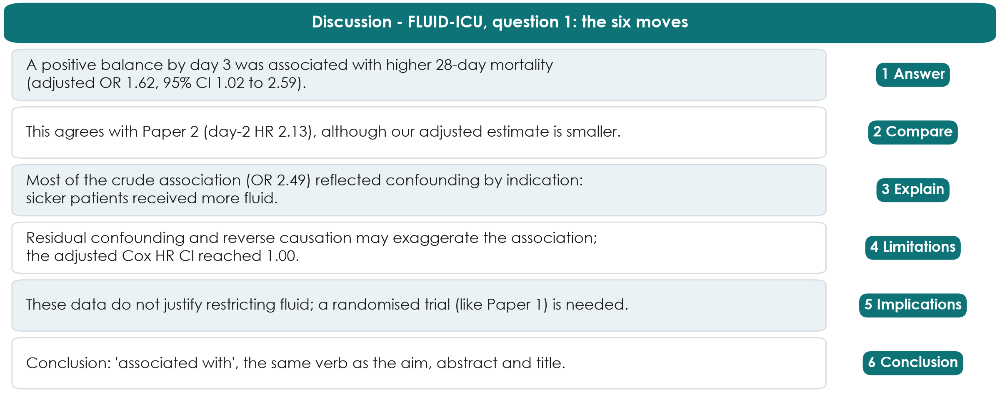 Discussion - FLUID-ICU, question 1: the six moves
A positive balance by day 3 was associated with higher 28-day mortality
(adjusted OR 1.62, 95% CI 1.02 to 2.59).
1 Answer
This agrees with Paper 2 (day-2 HR 2.13), although our adjusted estimate is smaller.
2 Compare
Most of the crude association (OR 2.49) reflected confounding by indication:
sicker patients received more fluid.
3 Explain
Residual confounding and reverse causation may exaggerate the association;
the adjusted Cox HR CI reached 1.00.
4 Limitations
These data do not justify restricting fluid; a randomised trial (like Paper 1) is needed.
5 Implications
Conclusion: 'associated with', the same verb as the aim, abstract and title.
6 Conclusion